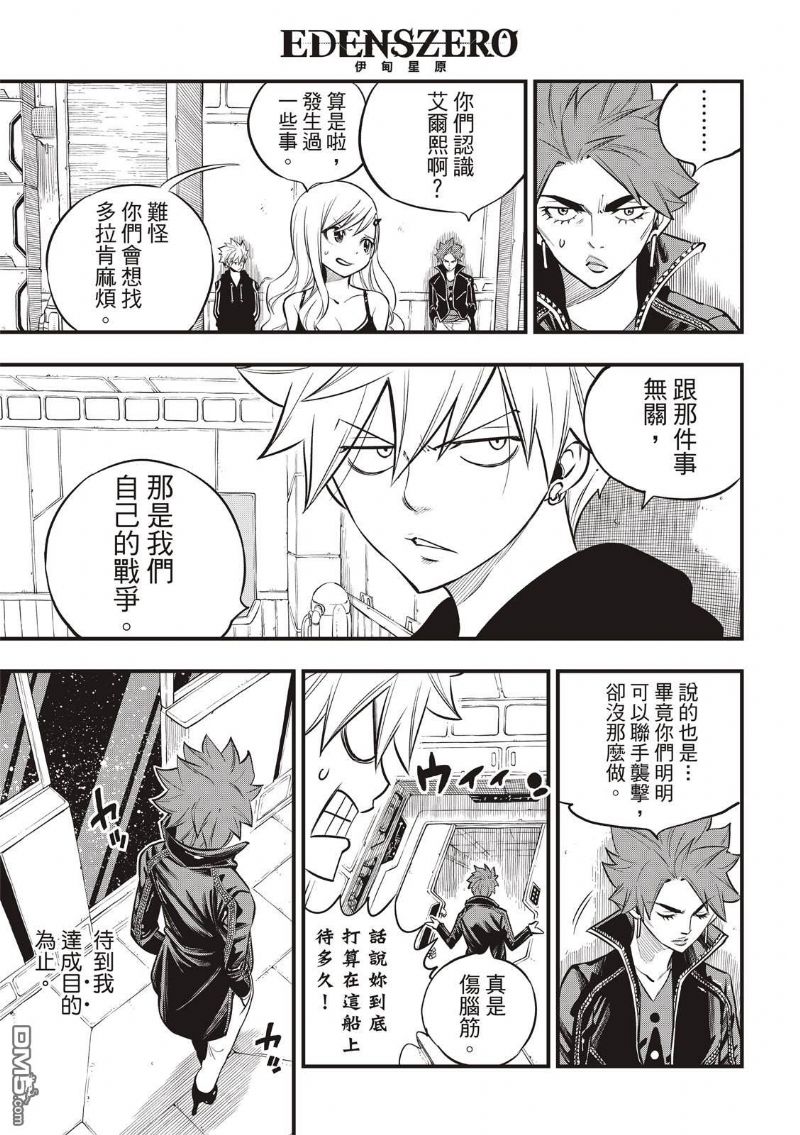 EDENSZERO
伊甸星原
………
你們認識
艾爾熙啊？
算是啦，
發生過
一些事。
難怪
你們會想找
多拉肯麻煩。
跟那件事
無關，
那是我們
自己的戰爭。
說的也是…
畢竟你們明明
可以聯手襲擊，
卻沒那麼做。
ウィィン
真是
傷腦筋。
話說妳到底
打算在這船上
待多久！
カッ
カッ
待到我
達成目的
為止。
DM5.com